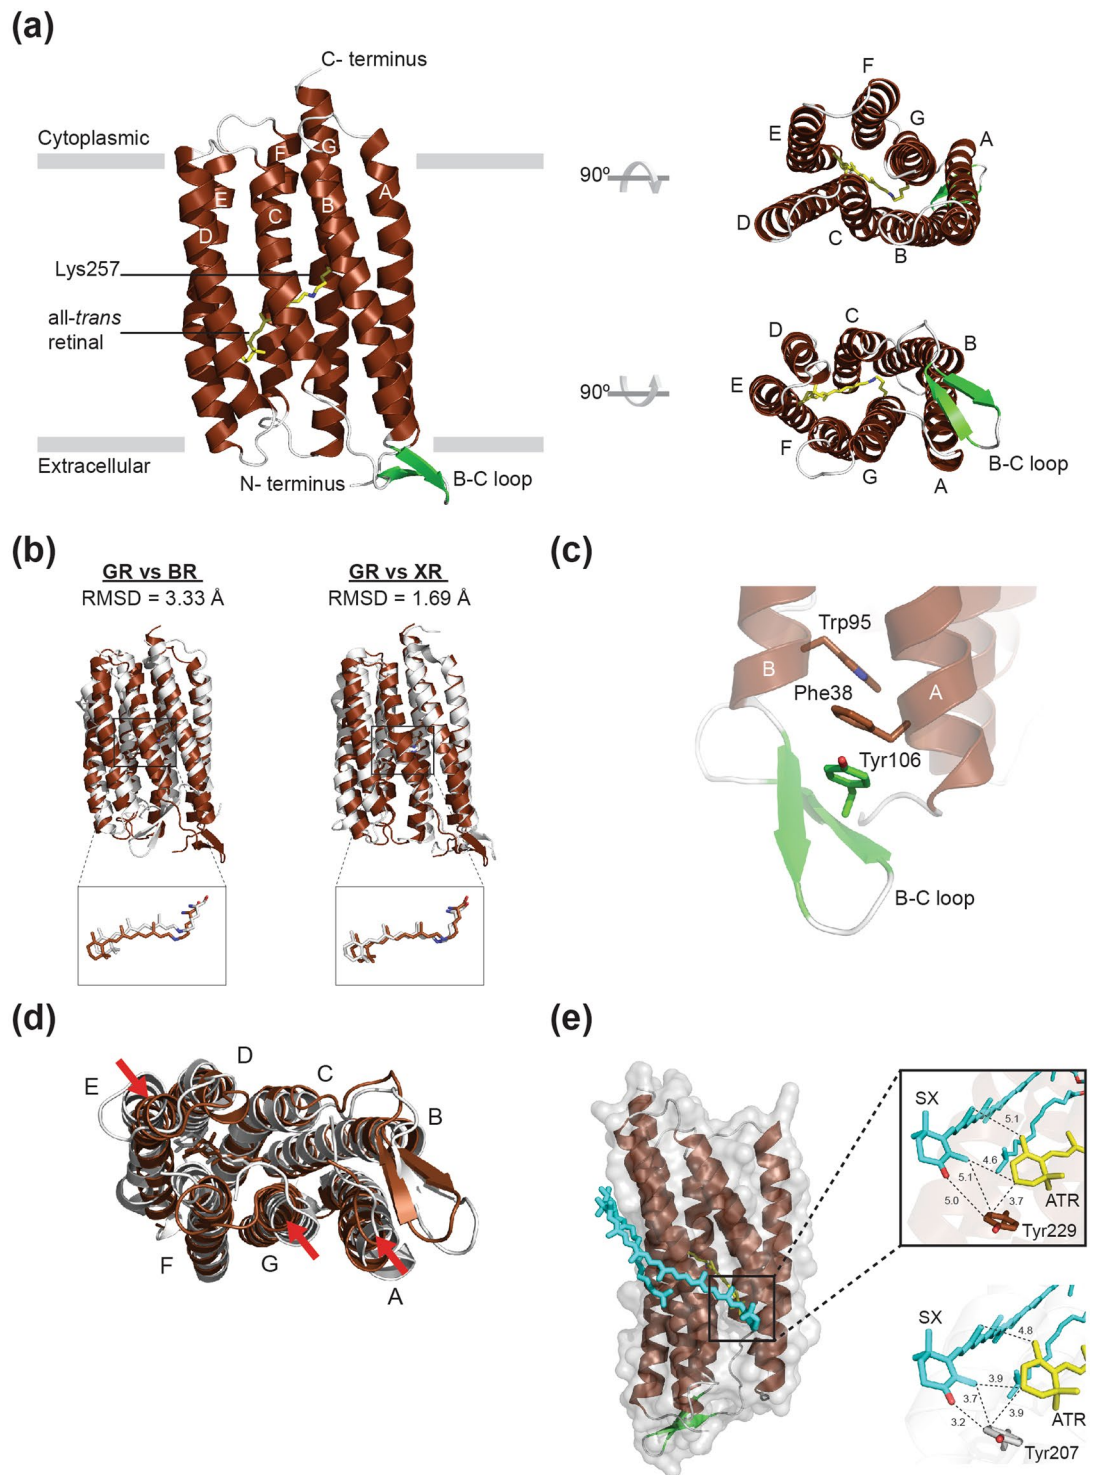 (a)
C- terminus
Cytoplasmic
F
G
E
A
B
C
D
Lys257
all-trans
retinal
Extracellular
N- terminus
B-C loop
90º
F
G
E
A
D
C
B
90º
C
D
B
E
F
G
A
B-C loop
(b)
GR vs BR
RMSD = 3.33 Å
GR vs XR
RMSD = 1.69 Å
(c)
Trp95
B
Phe38
A
Tyr106
B-C loop
(d)
D
E
C
B
F
G
A
(e)
SX
5.1
4.6
5.1
5.0
3.7
ATR
Tyr229
SX
4.8
3.9
3.7
3.2
3.9
ATR
Tyr207